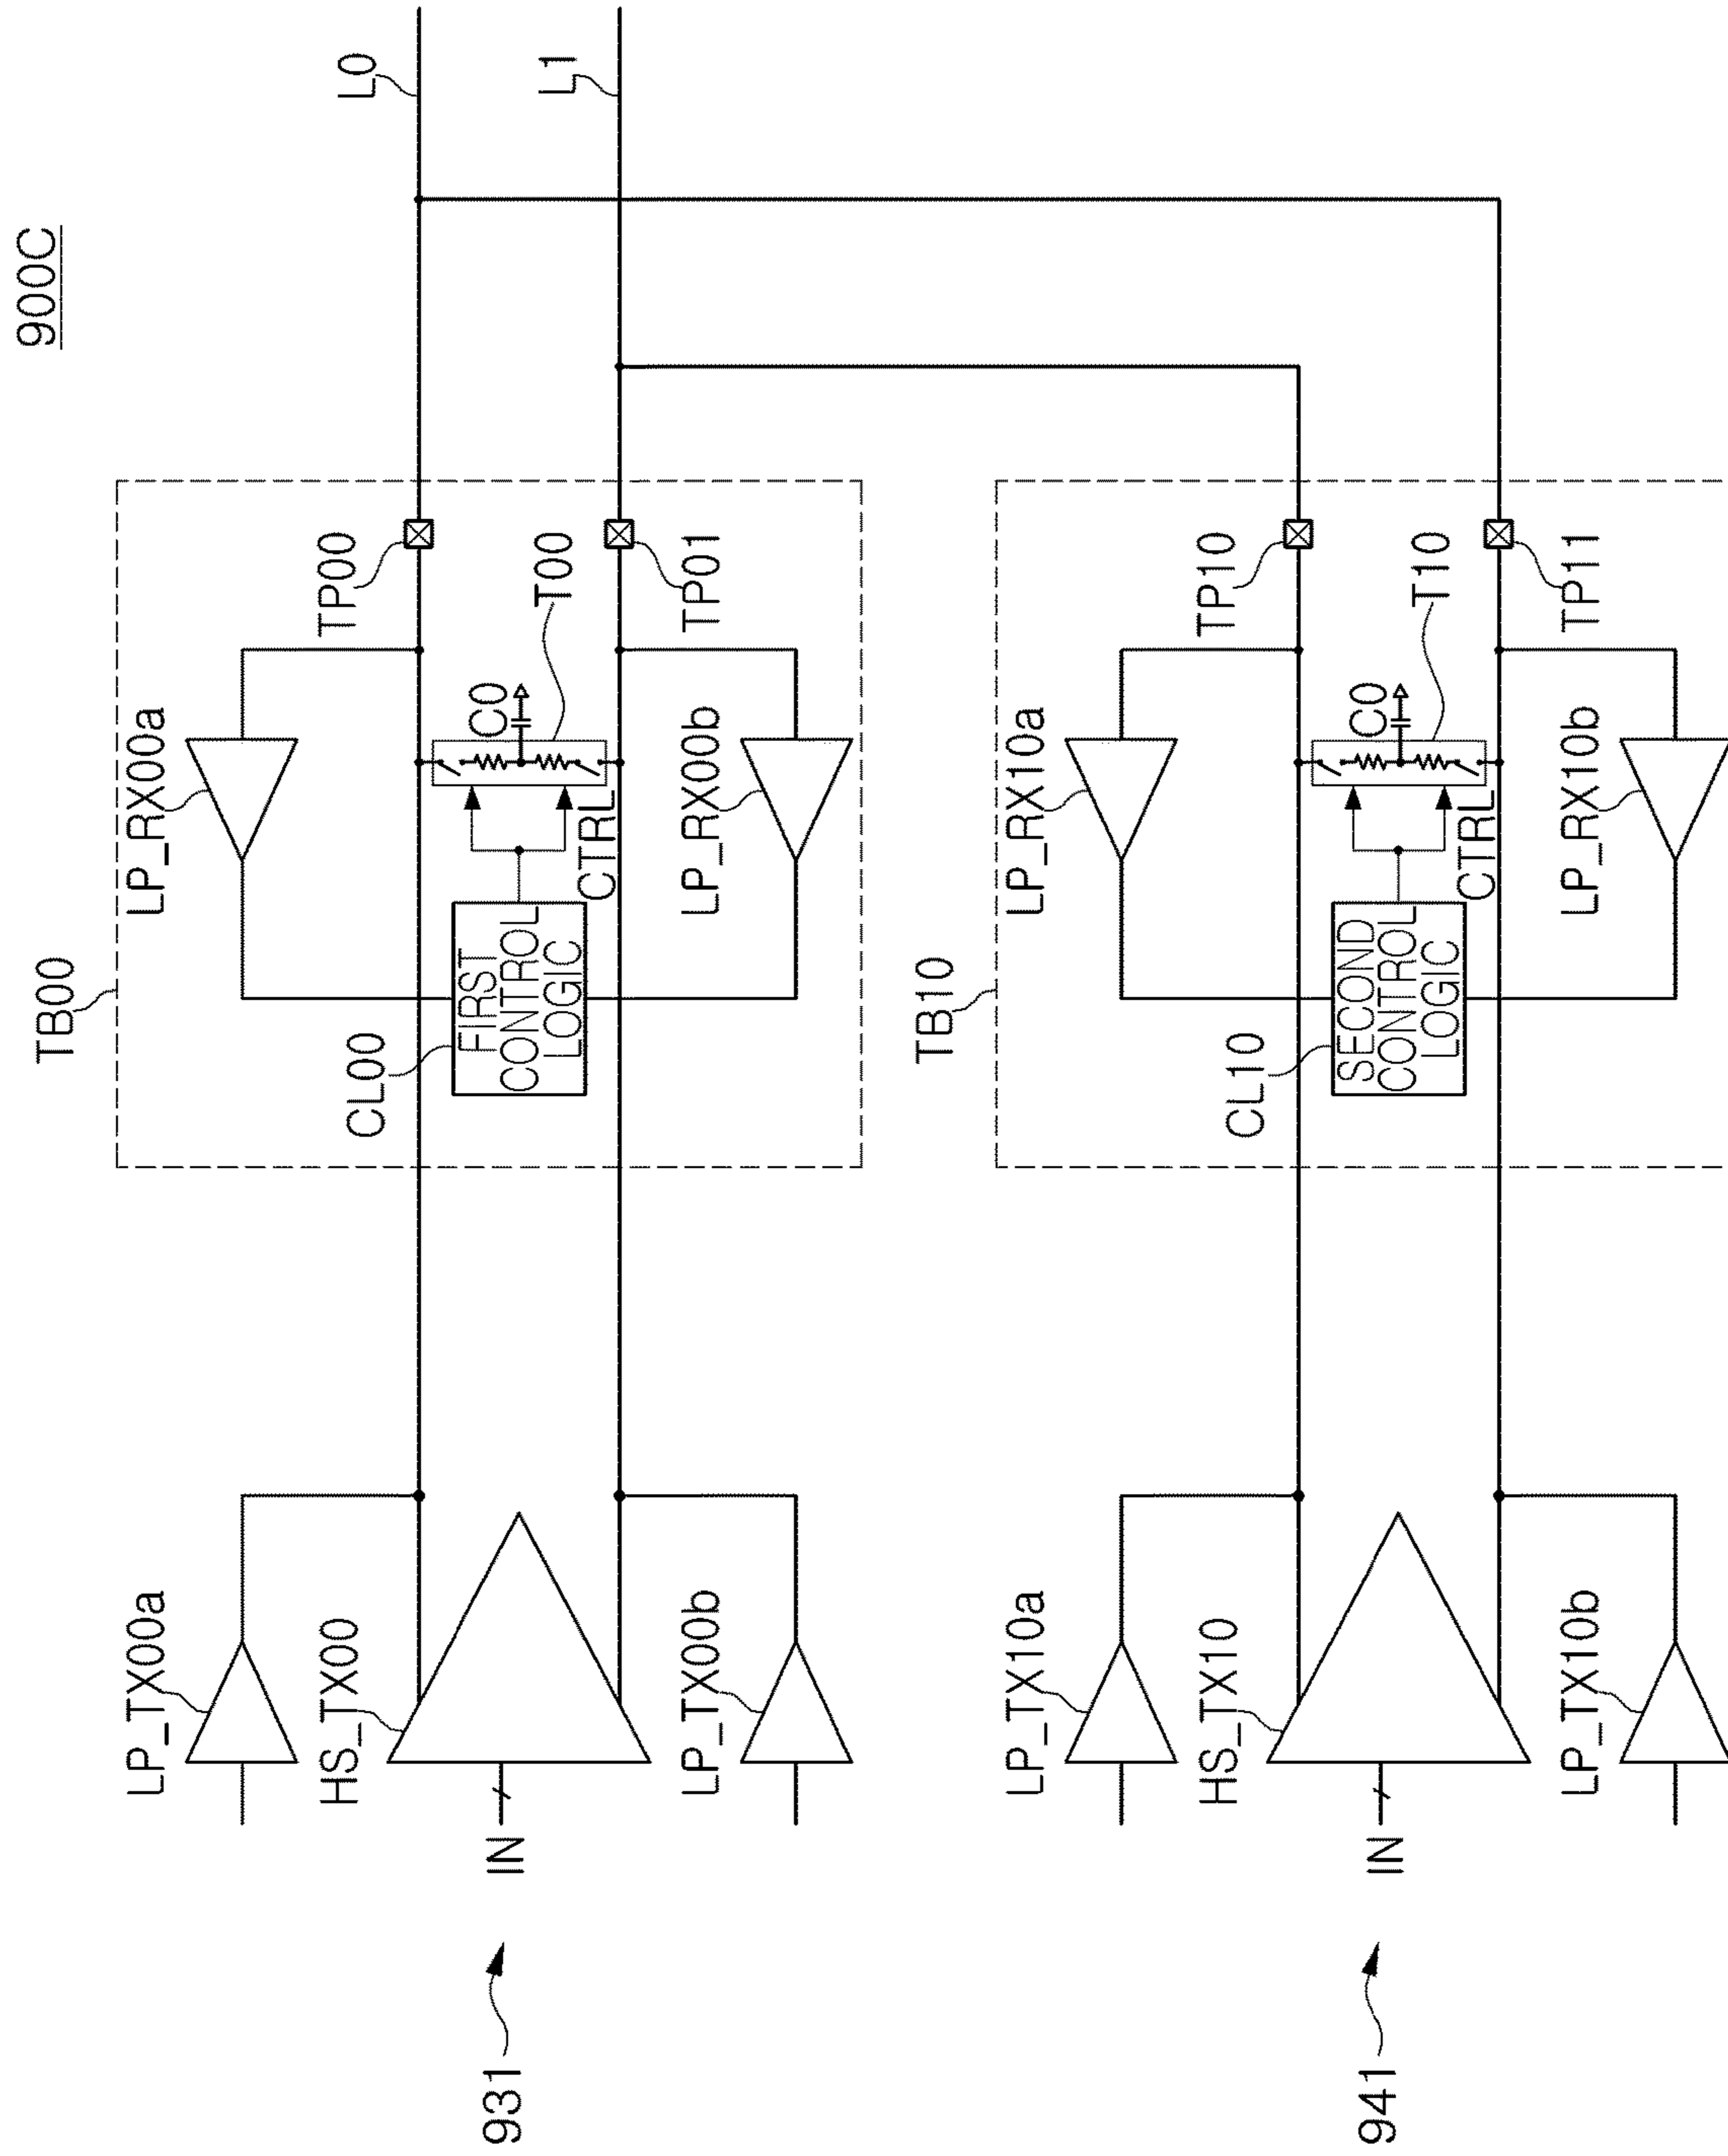 900C
L0
L1
TB00
LP_RX00a
TP00
C0
T00
CL00
FIRST
CONTROL
LOGIC
CTRL
TP01
LP_RX00b
LP_TX00a
HS_TX00
IN
LP_TX00b
931
TB10
LP_RX10a
TP10
C0
T10
CL10
SECOND
CONTROL
LOGIC
CTRL
TP11
LP_RX10b
LP_TX10a
HS_TX10
IN
LP_TX10b
941